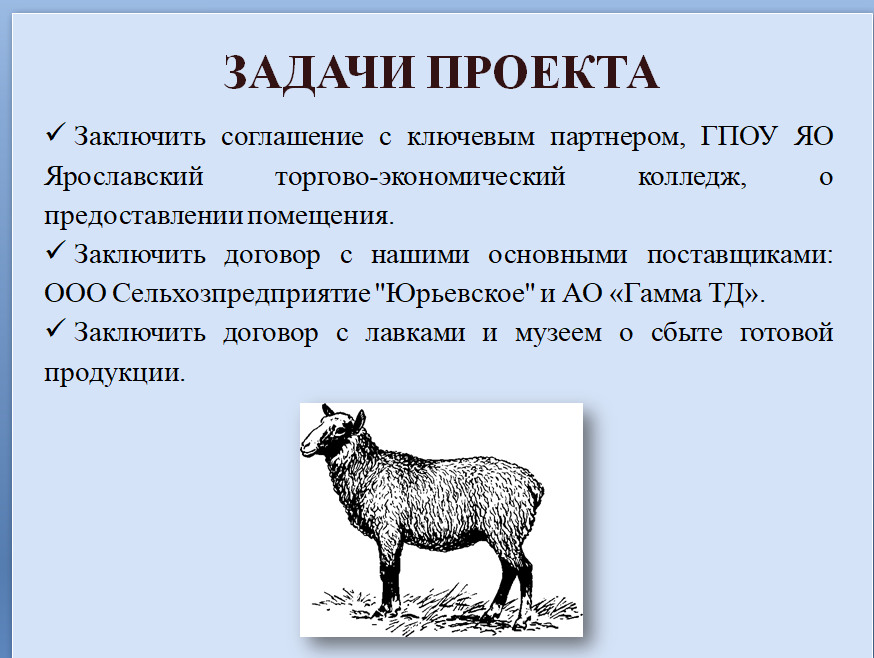 ЗАДАЧИ ПРОЕКТА
✓ Заключить соглашение с ключевым партнером, ГПОУ ЯО
Ярославский торгово-экономический колледж, о
предоставлении помещения.
✓ Заключить договор с нашими основными поставщиками:
ООО Сельхозпредприятие "Юрьевское" и АО «Гамма ТД».
✓ Заключить договор с лавками и музеем о сбыте готовой
продукции.